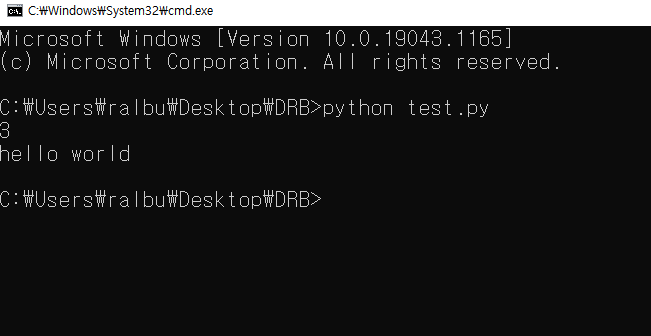 C:₩Windows₩System32₩cmd.exe
Microsoft Windows [Version 10.0.19043.1165]
(c) Microsoft Corporation. All rights reserved.
C:₩Users₩ralbu₩Desktop₩DRB>python test.py
3
hello world
C:₩Users₩ralbu₩Desktop₩DRB>